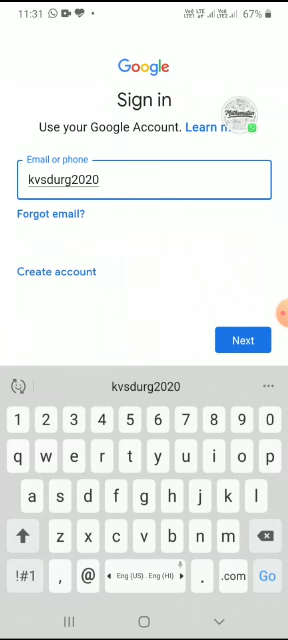 11:31 67%
Google
Sign in
Use your Google Account. Learn
Email or phone
kvsdurg2020
Forgot email?
Create account
Next
kvsdurg2020
1 2 3 4 5 6 7 8 9 0
q w e r t y u i o p
a s d f g h j k l
z x c v b n m
!#1 , @ Eng (US) . Eng (HI) . .com Go